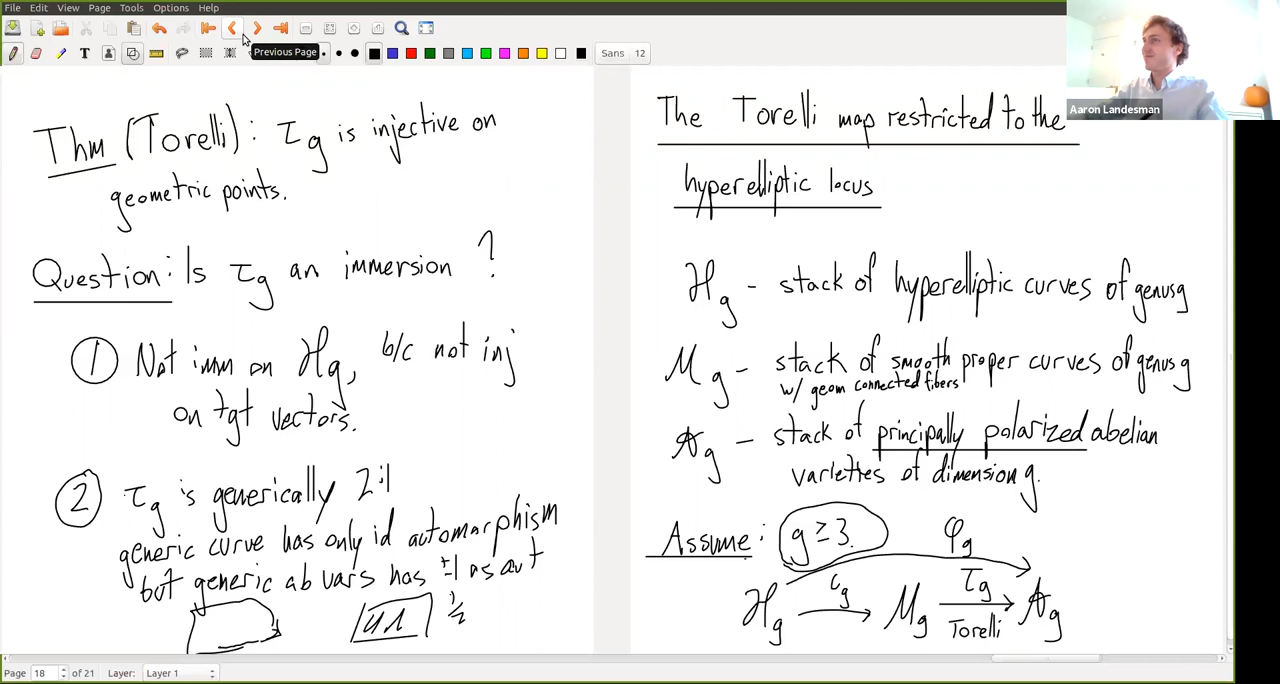 File Edit View Page Tools Options Help
Previous Page
Sans 12
Aaron Landesman
Thm (Torelli): τg is injective on
geometric points.
Question: Is τg an immersion ?
① Not imm on Hg, b/c not inj
on tgt vectors.
② τg is generically 2:1
generic curve has only id automorphism
but generic ab vars has ±1 as aut
1/2
The Torelli map restricted to the
hyperelliptic locus
Hg - stack of hyperelliptic curves of genus g
Mg - stack of smooth proper curves of genus g
w/ geom connected fibers
Ag - stack of principally polarized abelian
varieties of dimension g.
Assume: g ≥ 3.
φg
Hg → ιg Mg → τg Ag
Torelli
Page 18 of 21 Layer: Layer 1